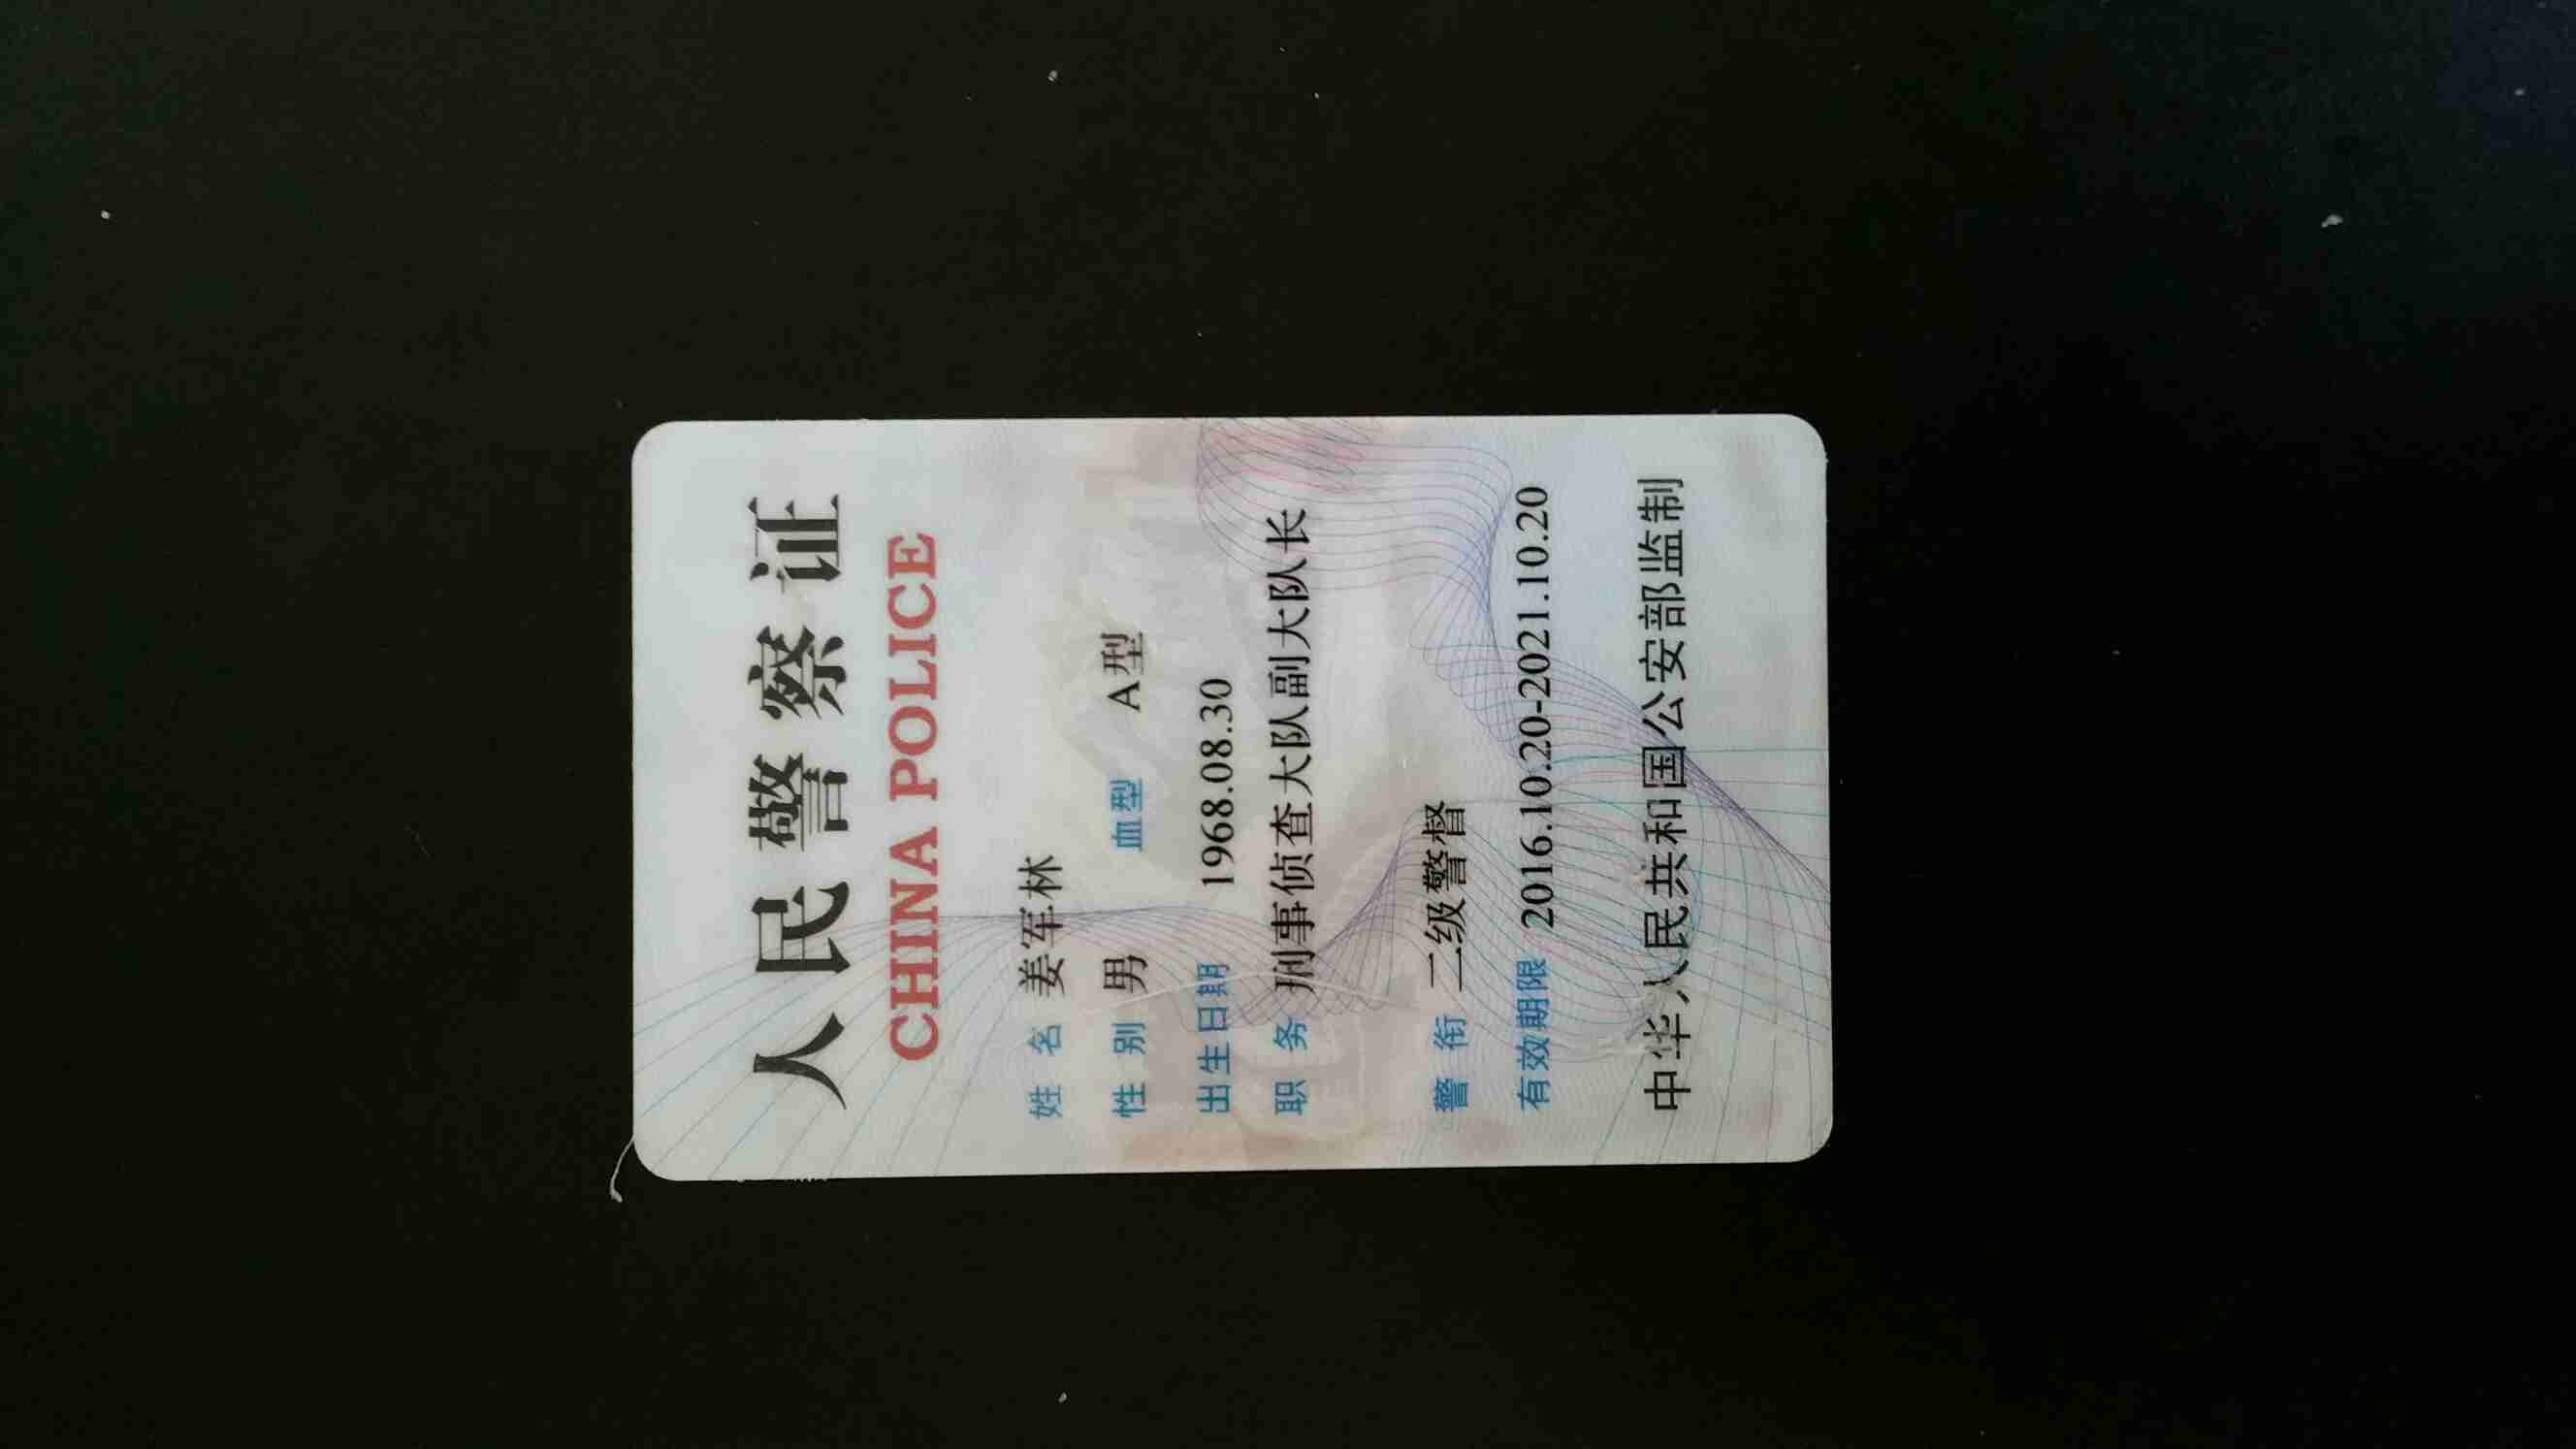 人民警察证
CHINA POLICE
姓 名 姜军林
性 别 男 血型 A型
出生日期 1968.08.30
职 务 刑事侦查大队副大队长
警 衔 二级警督
有效期限 2016.10.20-2021.10.20
中华人民共和国公安部监制